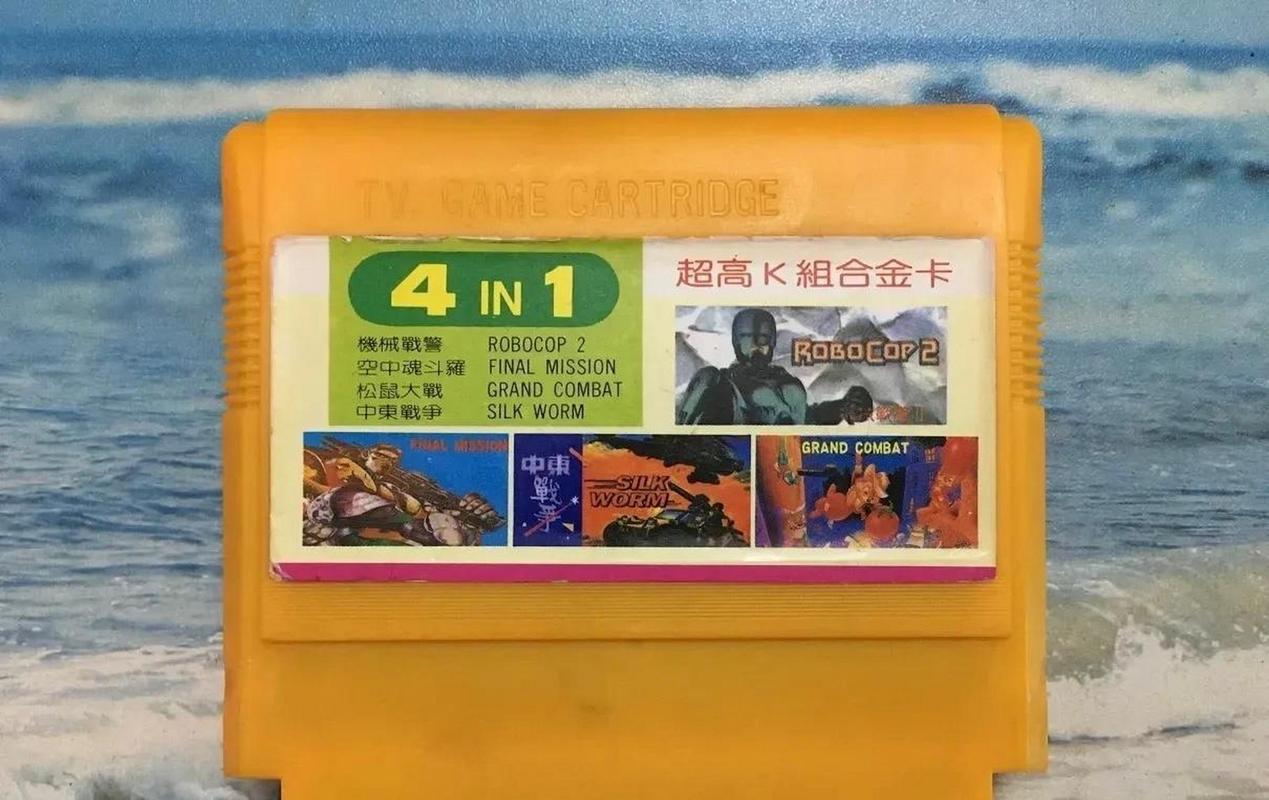 TV. GAME CARTRIDGE
4 IN 1
機械戰警 ROBOCOP 2
空中魂斗羅 FINAL MISSION
松鼠大戰 GRAND COMBAT
中東戰爭 SILK WORM
超高K組合金卡
ROBOCOP 2
FINAL MISSION
中東
戰
爭
SILK
WORM
GRAND COMBAT